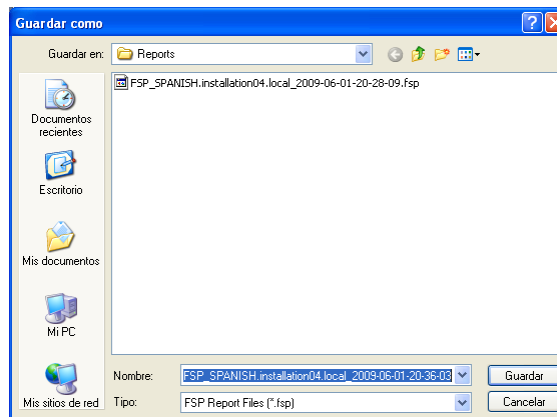 Guardar como
Guardar en: Reports
FSP_SPANISH.installation04.local_2009-06-01-20-28-09.fsp
Documentos
recientes
Escritorio
Mis documentos
Mi PC
Mis sitios de red
Nombre: FSP_SPANISH.installation04.local_2009-06-01-20-36-03 Guardar
Tipo: FSP Report Files (*.fsp) Cancelar